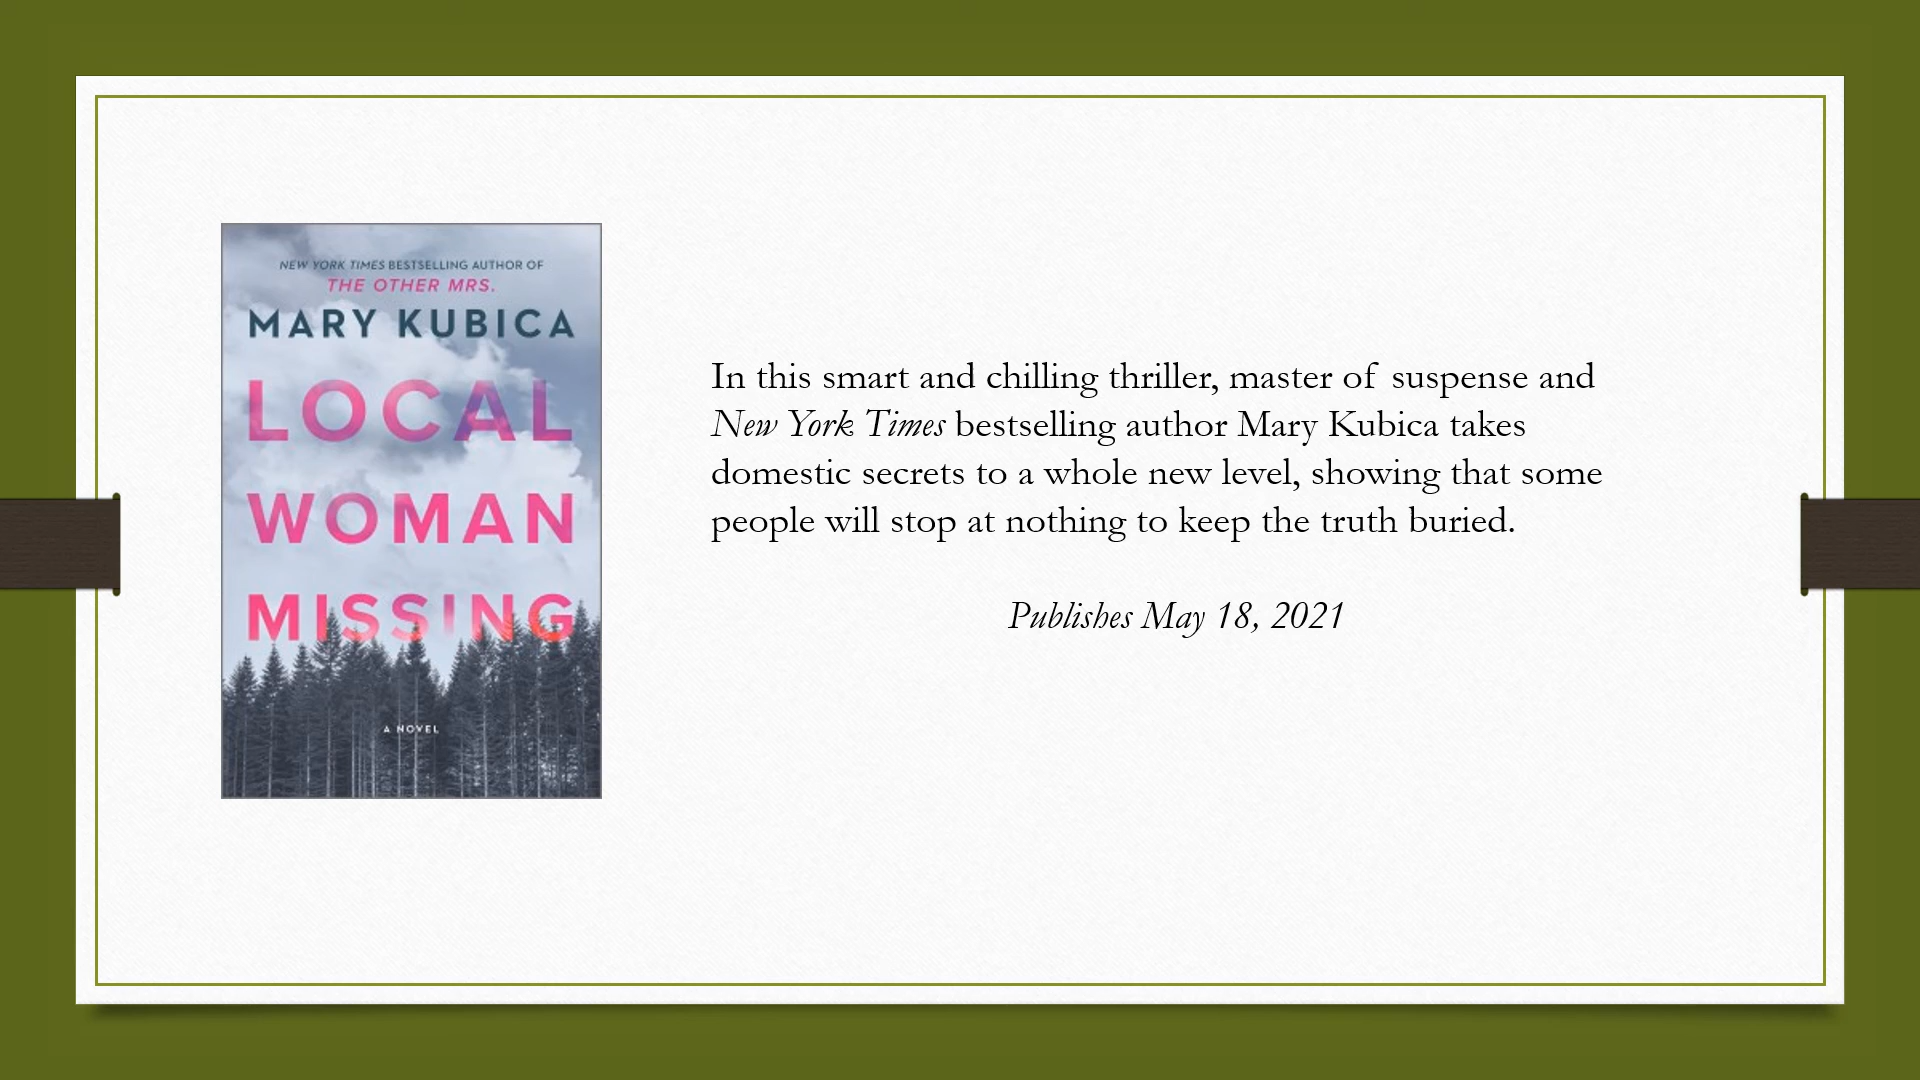 NEW YORK TIMES BESTSELLING AUTHOR OF
THE OTHER MRS.
MARY KUBICA
LOCAL
WOMAN
MISSING
A NOVEL
In this smart and chilling thriller, master of suspense and
New York Times bestselling author Mary Kubica takes
domestic secrets to a whole new level, showing that some
people will stop at nothing to keep the truth buried.
Publishes May 18, 2021